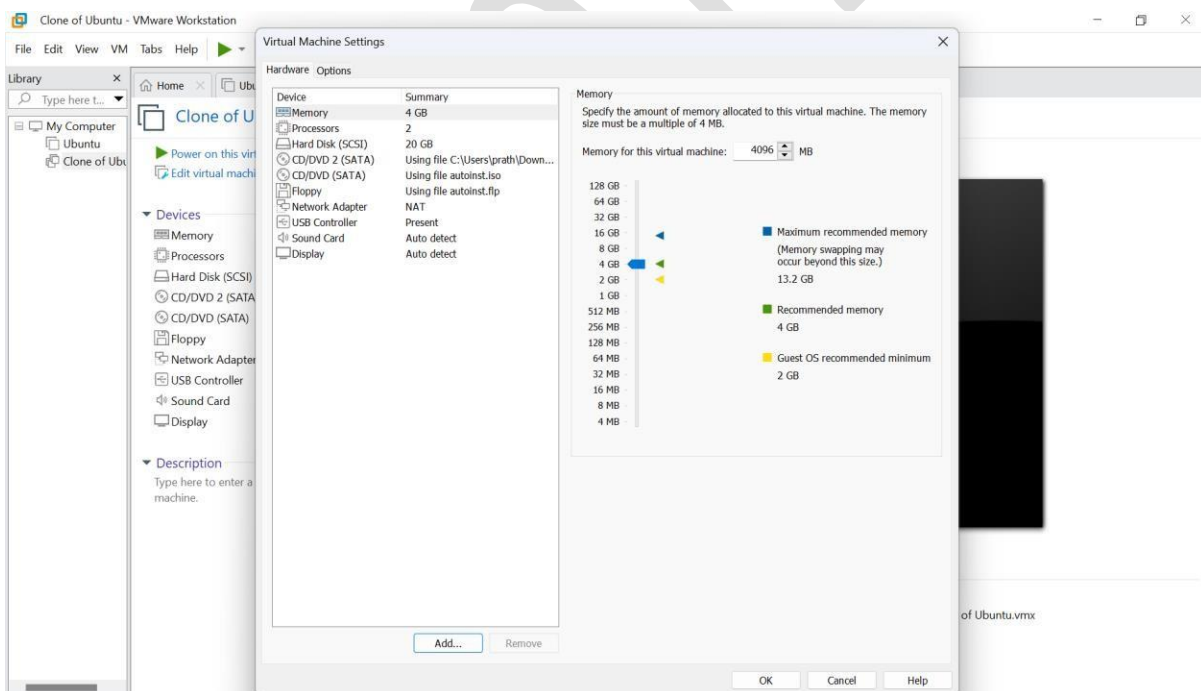 Clone of Ubuntu - VMware Workstation
File Edit View VM Tabs Help
Library
Type here t...
My Computer
Ubuntu
Clone of Ubu
Home
Ubu
Clone of U
Power on this virt
Edit virtual machi
Devices
Memory
Processors
Hard Disk (SCSI)
CD/DVD 2 (SATA
CD/DVD (SATA)
Floppy
Network Adapter
USB Controller
Sound Card
Display
Description
Type here to enter a
machine.
Virtual Machine Settings
Hardware Options
Device Summary
Memory 4 GB
Processors 2
Hard Disk (SCSI) 20 GB
CD/DVD 2 (SATA) Using file C:\Users\prath\Down...
CD/DVD (SATA) Using file autoinst.iso
Floppy Using file autoinst.flp
Network Adapter NAT
USB Controller Present
Sound Card Auto detect
Display Auto detect
Add... Remove
Memory
Specify the amount of memory allocated to this virtual machine. The memory
size must be a multiple of 4 MB.
Memory for this virtual machine: 4096 MB
128 GB
64 GB
32 GB
16 GB
8 GB
4 GB
2 GB
1 GB
512 MB
256 MB
128 MB
64 MB
32 MB
16 MB
8 MB
4 MB
Maximum recommended memory
(Memory swapping may
occur beyond this size.)
13.2 GB
Recommended memory
4 GB
Guest OS recommended minimum
2 GB
OK Cancel Help
of Ubuntu.vmx